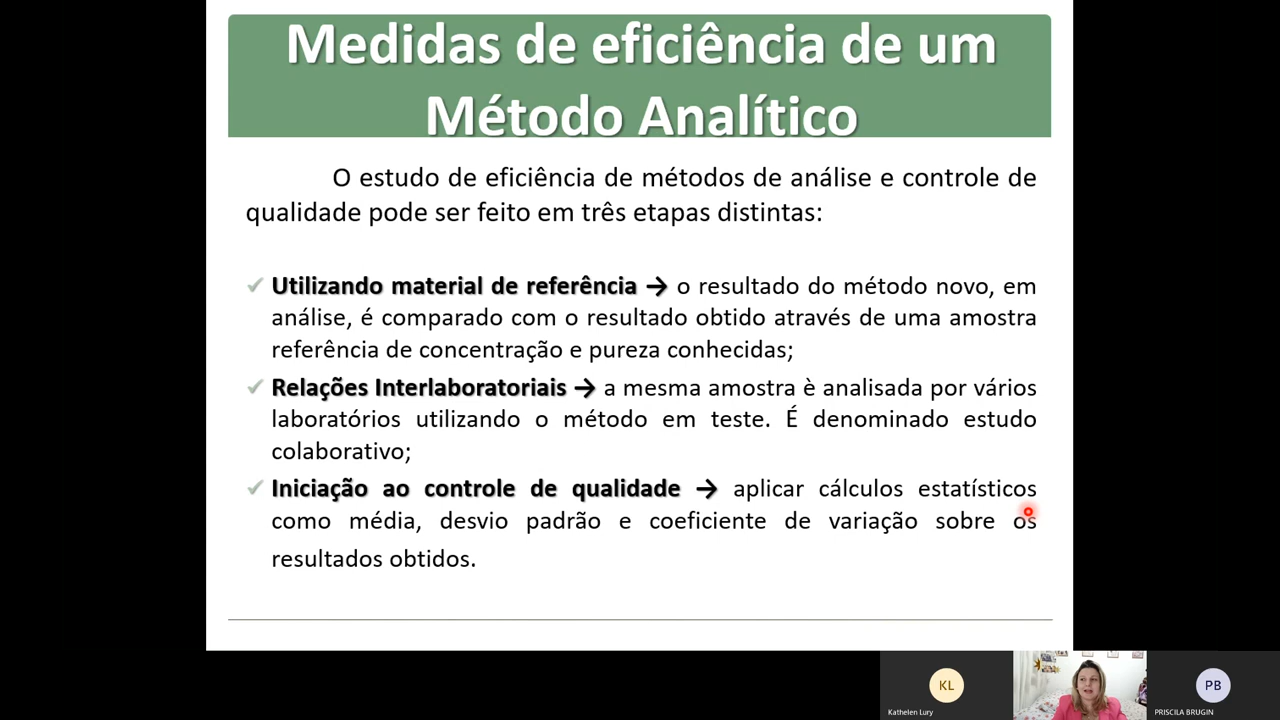 Medidas de eficiência de um
Método Analítico
O estudo de eficiência de métodos de análise e controle de
qualidade pode ser feito em três etapas distintas:
✓ Utilizando material de referência → o resultado do método novo, em
análise, é comparado com o resultado obtido através de uma amostra
referência de concentração e pureza conhecidas;
✓ Relações Interlaboratoriais → a mesma amostra è analisada por vários
laboratórios utilizando o método em teste. É denominado estudo
colaborativo;
✓ Iniciação ao controle de qualidade → aplicar cálculos estatísticos
como média, desvio padrão e coeficiente de variação sobre os
resultados obtidos.
KL
PB
Kathelen Lury
PRISCILA BRUGIN